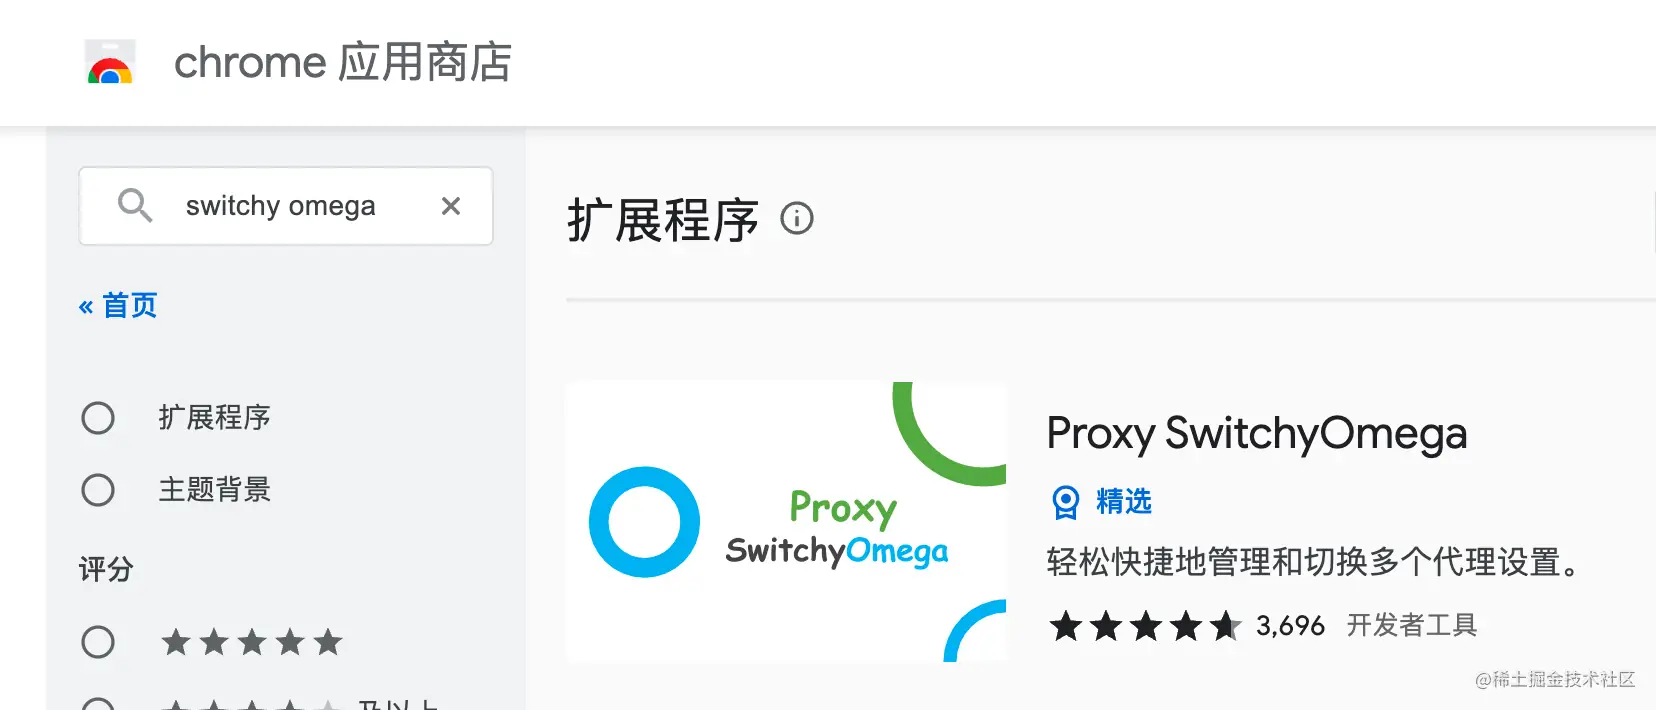 chrome 应用商店
switchy omega
« 首页
扩展程序
主题背景
评分
及以上
扩展程序
Proxy
SwitchyOmega
Proxy SwitchyOmega
精选
轻松快捷地管理和切换多个代理设置。
3,696 开发者工具
@稀土掘金技术社区